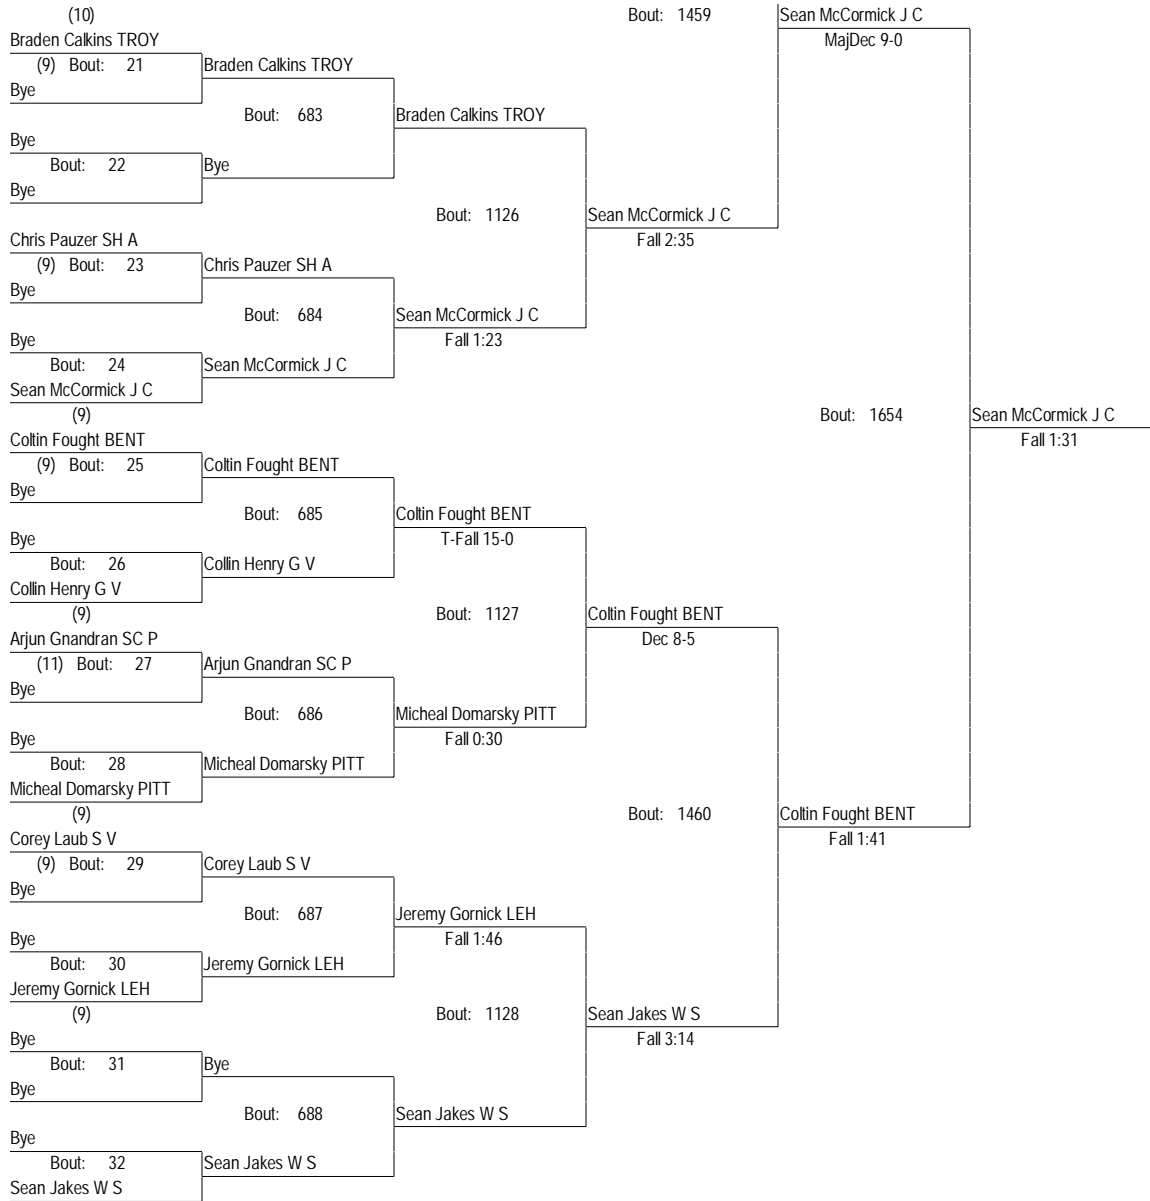 (10)
Bout: 1459
Sean McCormick J C
Braden Calkins TROY
MajDec 9-0
(9) Bout: 21
Braden Calkins TROY
Bye
Bout: 683
Braden Calkins TROY
Bye
Bout: 22
Bye
Bye
Bout: 1126
Sean McCormick J C
Chris Pauzer SH A
Fall 2:35
(9) Bout: 23
Chris Pauzer SH A
Bye
Bout: 684
Sean McCormick J C
Bye
Fall 1:23
Bout: 24
Sean McCormick J C
Sean McCormick J C
(9)
Bout: 1654
Sean McCormick J C
Coltin Fought BENT
Fall 1:31
(9) Bout: 25
Coltin Fought BENT
Bye
Bout: 685
Coltin Fought BENT
Bye
T-Fall 15-0
Bout: 26
Collin Henry G V
Collin Henry G V
(9)
Bout: 1127
Coltin Fought BENT
Arjun Gnandran SC P
Dec 8-5
(11) Bout: 27
Arjun Gnandran SC P
Bye
Bout: 686
Micheal Domarsky PITT
Bye
Fall 0:30
Bout: 28
Micheal Domarsky PITT
Micheal Domarsky PITT
(9)
Bout: 1460
Coltin Fought BENT
Corey Laub S V
Fall 1:41
(9) Bout: 29
Corey Laub S V
Bye
Bout: 687
Jeremy Gornick LEH
Bye
Fall 1:46
Bout: 30
Jeremy Gornick LEH
Jeremy Gornick LEH
(9)
Bout: 1128
Sean Jakes W S
Bye
Fall 3:14
Bout: 31
Bye
Bye
Bout: 688
Sean Jakes W S
Bye
Bout: 32
Sean Jakes W S
Sean Jakes W S